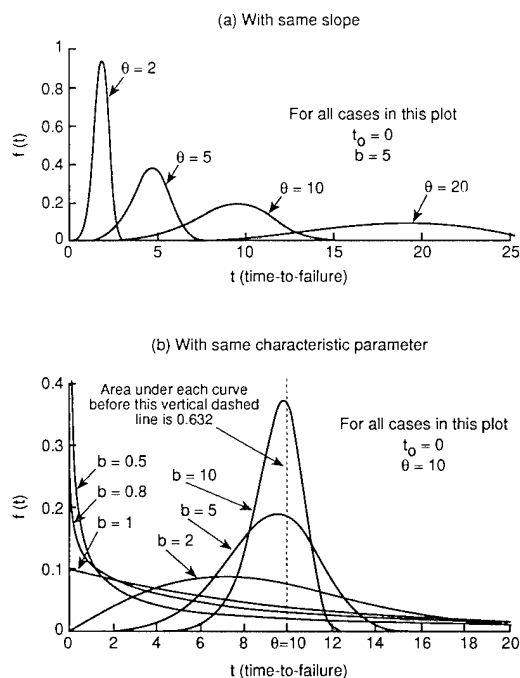 (a) With same slope
1
0.8
0.6
0.4
0.2
0
f (t)
θ = 2
θ = 5
θ = 10
θ = 20
For all cases in this plot
t₀ = 0
b = 5
0 5 10 15 20 25
t (time-to-failure)
(b) With same characteristic parameter
0.4
0.3
0.2
0.1
0
f (t)
Area under each curve
before this vertical dashed
line is 0.632
For all cases in this plot
t₀ = 0
θ = 10
b = 0.5
b = 0.8
b = 1
b = 10
b = 5
b = 2
0 2 4 6 8 θ=10 12 14 16 18 20
t (time-to-failure)